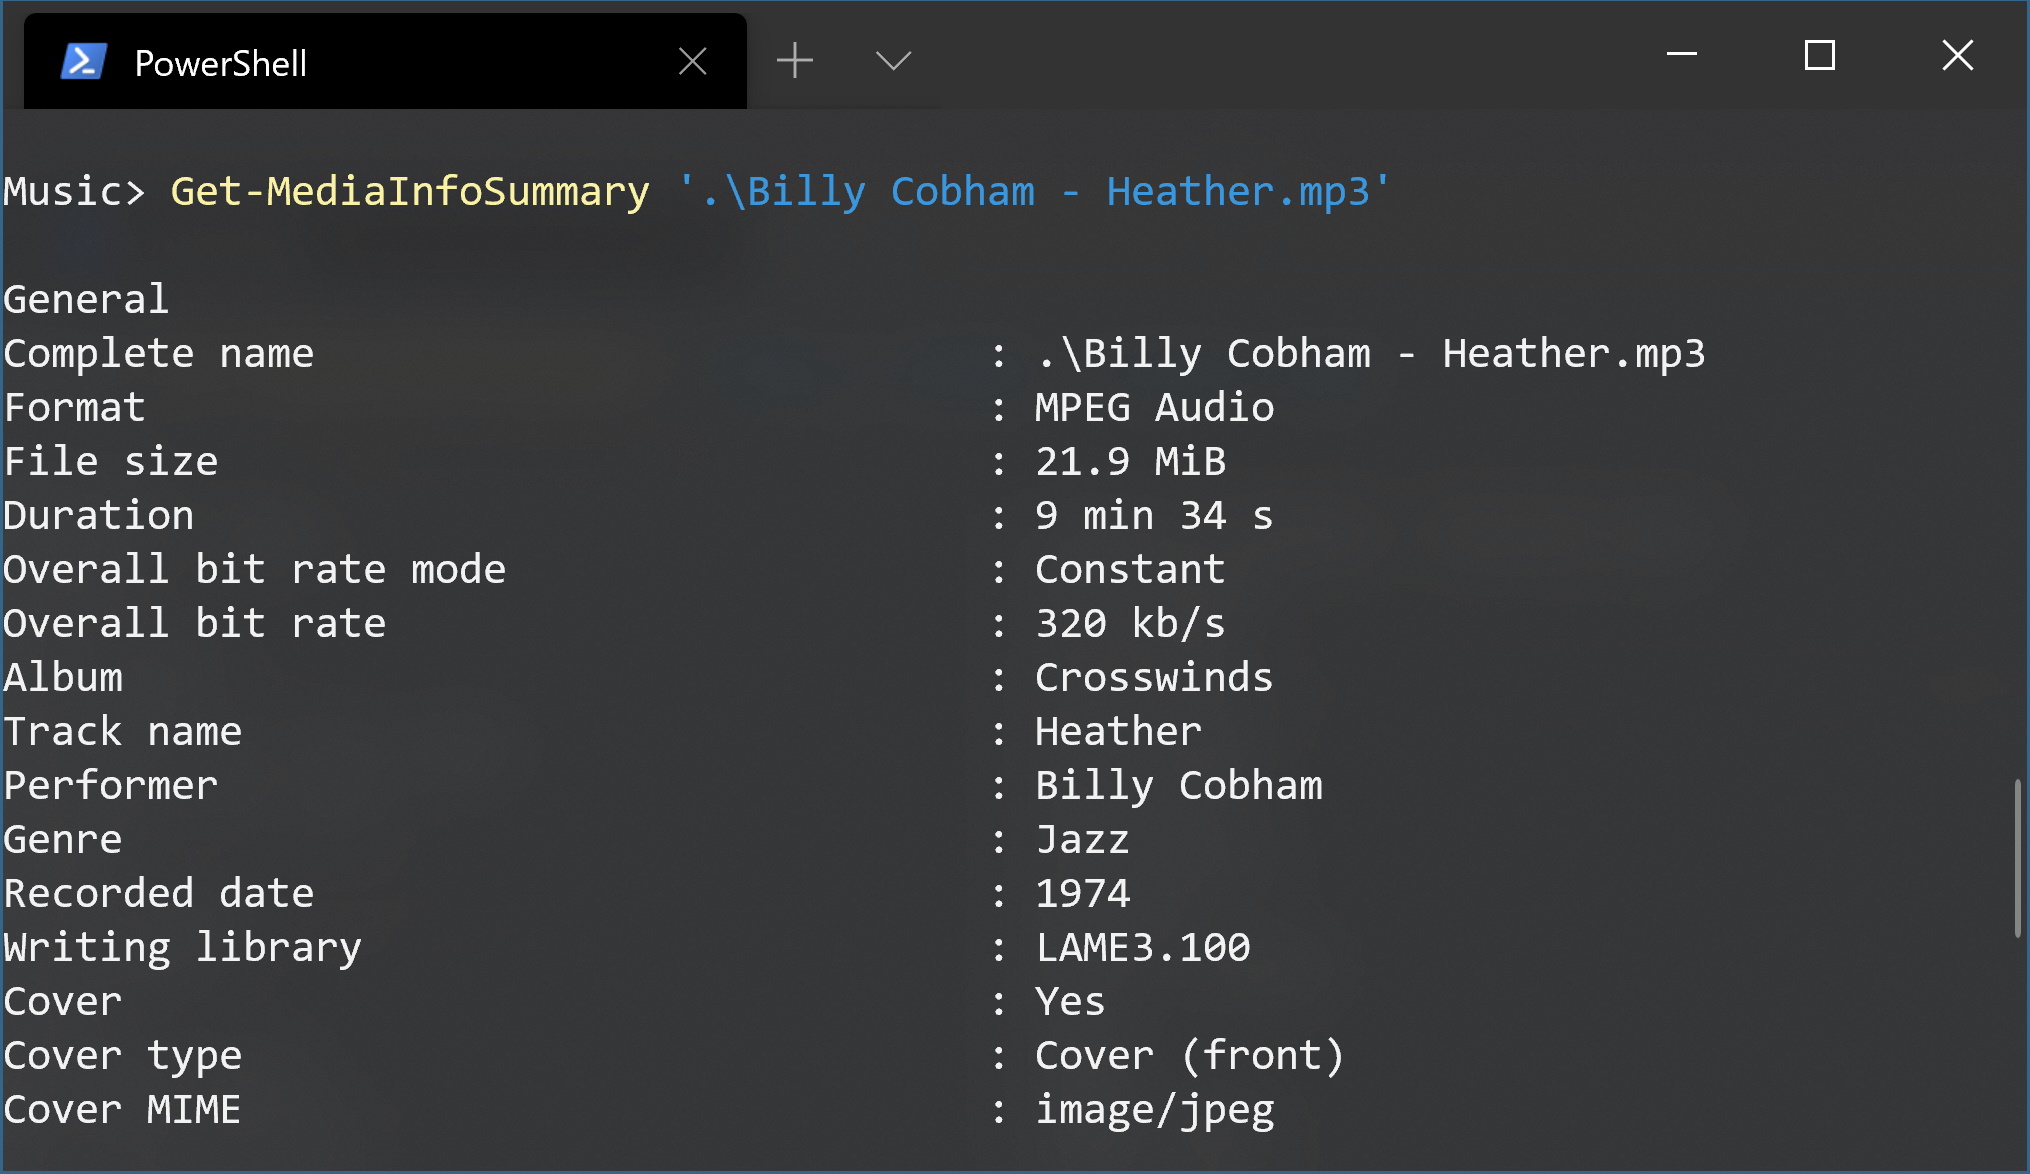 PowerShell
Music> Get-MediaInfoSummary '.\Billy Cobham - Heather.mp3'
General
Complete name : .\Billy Cobham - Heather.mp3
Format : MPEG Audio
File size : 21.9 MiB
Duration : 9 min 34 s
Overall bit rate mode : Constant
Overall bit rate : 320 kb/s
Album : Crosswinds
Track name : Heather
Performer : Billy Cobham
Genre : Jazz
Recorded date : 1974
Writing library : LAME3.100
Cover : Yes
Cover type : Cover (front)
Cover MIME : image/jpeg